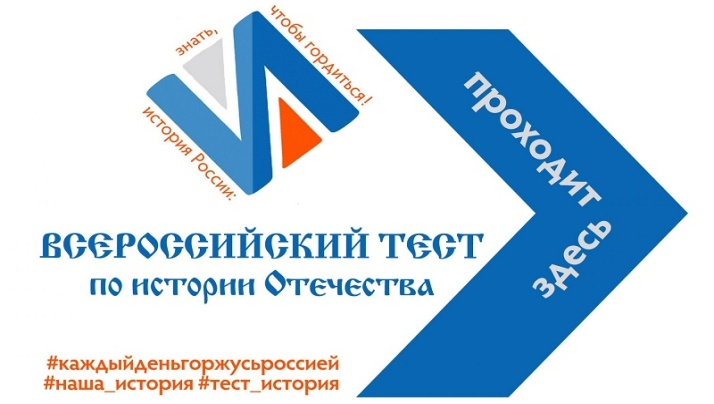 история России:
знать,
чтобы гордиться!
ВСЕРОССИЙСКИЙ ТЕСТ
по истории Отечества
#каждыйденьгоржусьроссией
#наша_история #тест_история
проходит
здесь